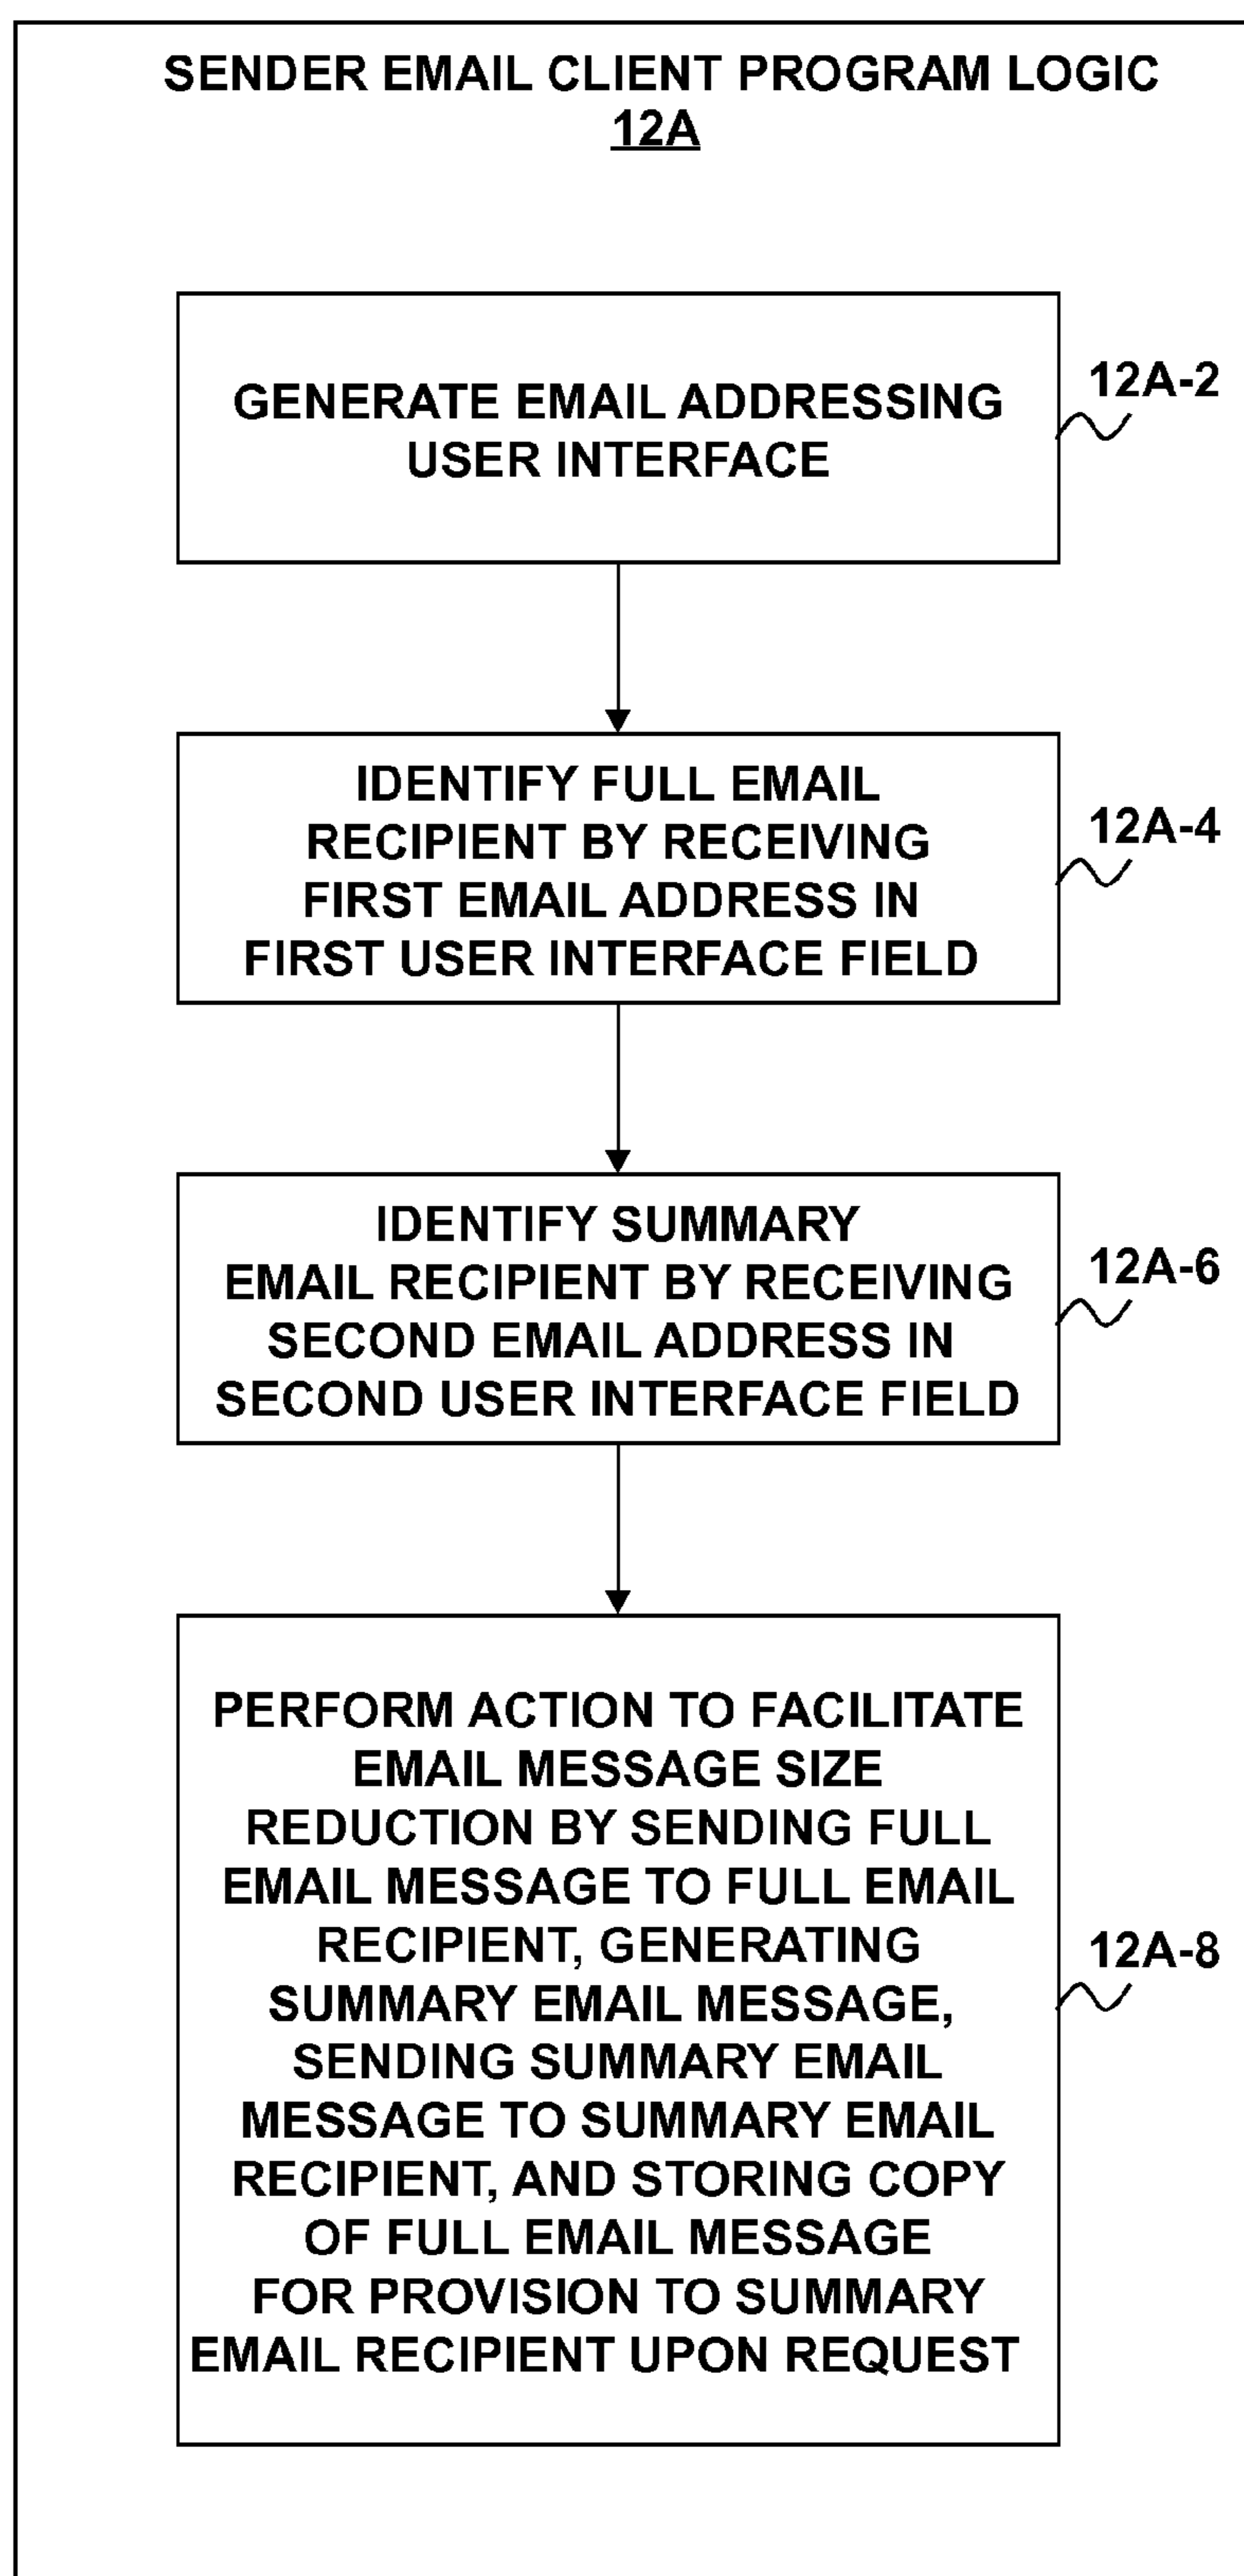 SENDER EMAIL CLIENT PROGRAM LOGIC
12A
GENERATE EMAIL ADDRESSING
USER INTERFACE
12A-2
IDENTIFY FULL EMAIL
RECIPIENT BY RECEIVING
FIRST EMAIL ADDRESS IN
FIRST USER INTERFACE FIELD
12A-4
IDENTIFY SUMMARY
EMAIL RECIPIENT BY RECEIVING
SECOND EMAIL ADDRESS IN
SECOND USER INTERFACE FIELD
12A-6
PERFORM ACTION TO FACILITATE
EMAIL MESSAGE SIZE
REDUCTION BY SENDING FULL
EMAIL MESSAGE TO FULL EMAIL
RECIPIENT, GENERATING
SUMMARY EMAIL MESSAGE,
SENDING SUMMARY EMAIL
MESSAGE TO SUMMARY EMAIL
RECIPIENT, AND STORING COPY
OF FULL EMAIL MESSAGE
FOR PROVISION TO SUMMARY
EMAIL RECIPIENT UPON REQUEST
12A-8